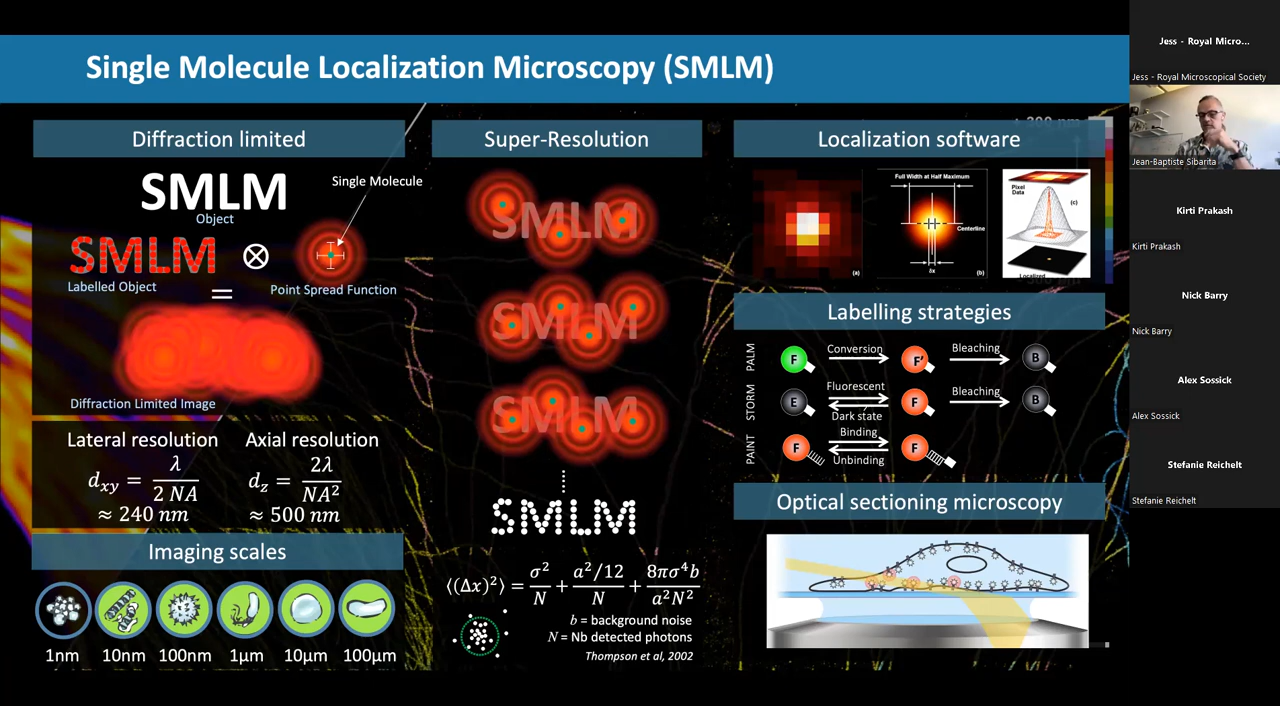 Single Molecule Localization Microscopy (SMLM)
Diffraction limited
SMLM
Object
Single Molecule
SMLM
⊗
Labelled Object
=
Point Spread Function
Diffraction Limited Image
Lateral resolution
d_xy = λ / 2 NA
≈ 240 nm
Axial resolution
d_z = 2λ / NA²
≈ 500 nm
Imaging scales
1nm 10nm 100nm 1μm 10μm 100μm
Super-Resolution
SMLM
SMLM
SMLM
SMLM
⟨(Δx)²⟩ = σ²/N + (a²/12)/N + 8πσ⁴b/a²N²
b = background noise
N = Nb detected photons
Thompson et al, 2002
Localization software
(a)
Full Width at Half Maximum
Centerline
δx
(b)
Pixel
Data
(c)
Localized
Labelling strategies
PALM
F Conversion F' Bleaching B
STORM
E Fluorescent F Bleaching B
Dark state
PAINT
F Binding F
Unbinding
Optical sectioning microscopy
Jess - Royal Micro...
Jess - Royal Microscopical Society
Jean-Baptiste Sibarita
Kirti Prakash
Kirti Prakash
Nick Barry
Nick Barry
Alex Sossick
Alex Sossick
Stefanie Reichelt
Stefanie Reichelt